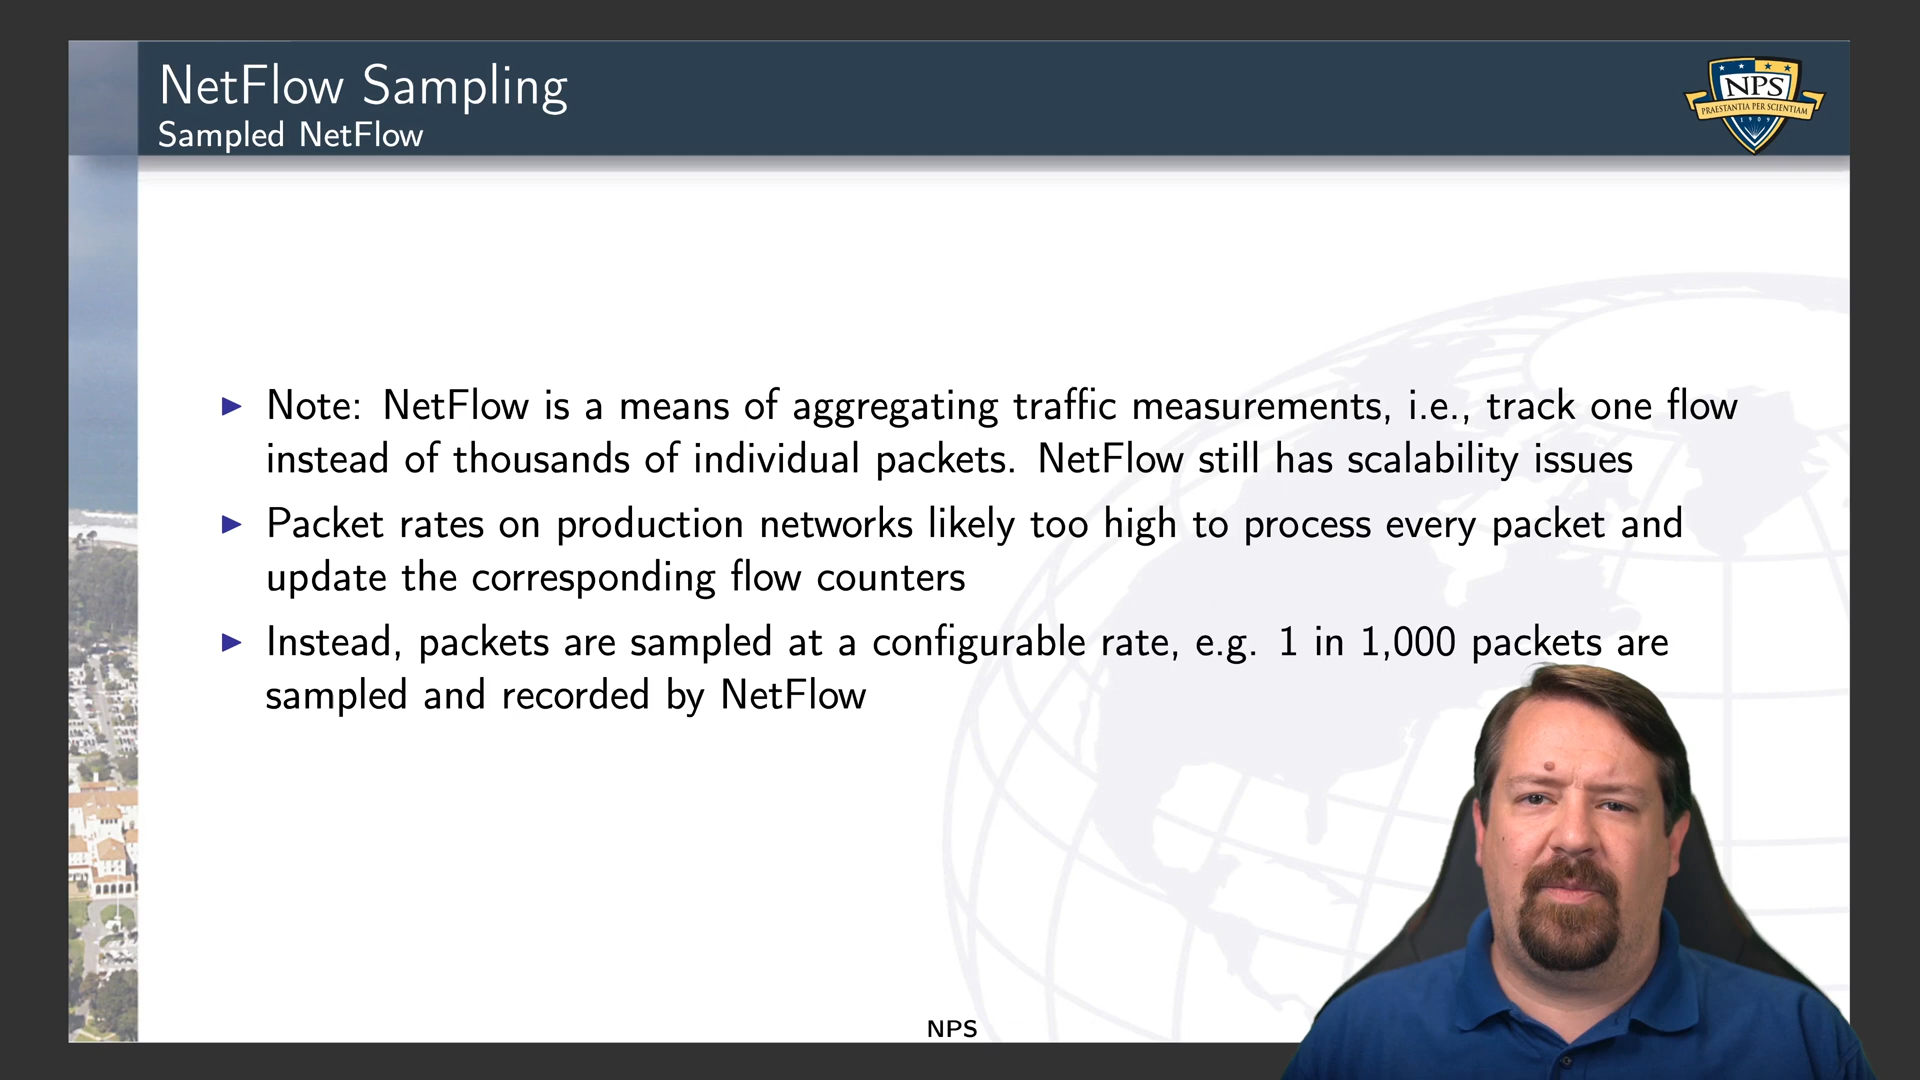 NetFlow Sampling
Sampled NetFlow
NPS
PRAESTANTIA PER SCIENTIAM
1909
Note: NetFlow is a means of aggregating traffic measurements, i.e., track one flow
instead of thousands of individual packets. NetFlow still has scalability issues
Packet rates on production networks likely too high to process every packet and
update the corresponding flow counters
Instead, packets are sampled at a configurable rate, e.g. 1 in 1,000 packets are
sampled and recorded by NetFlow
NPS